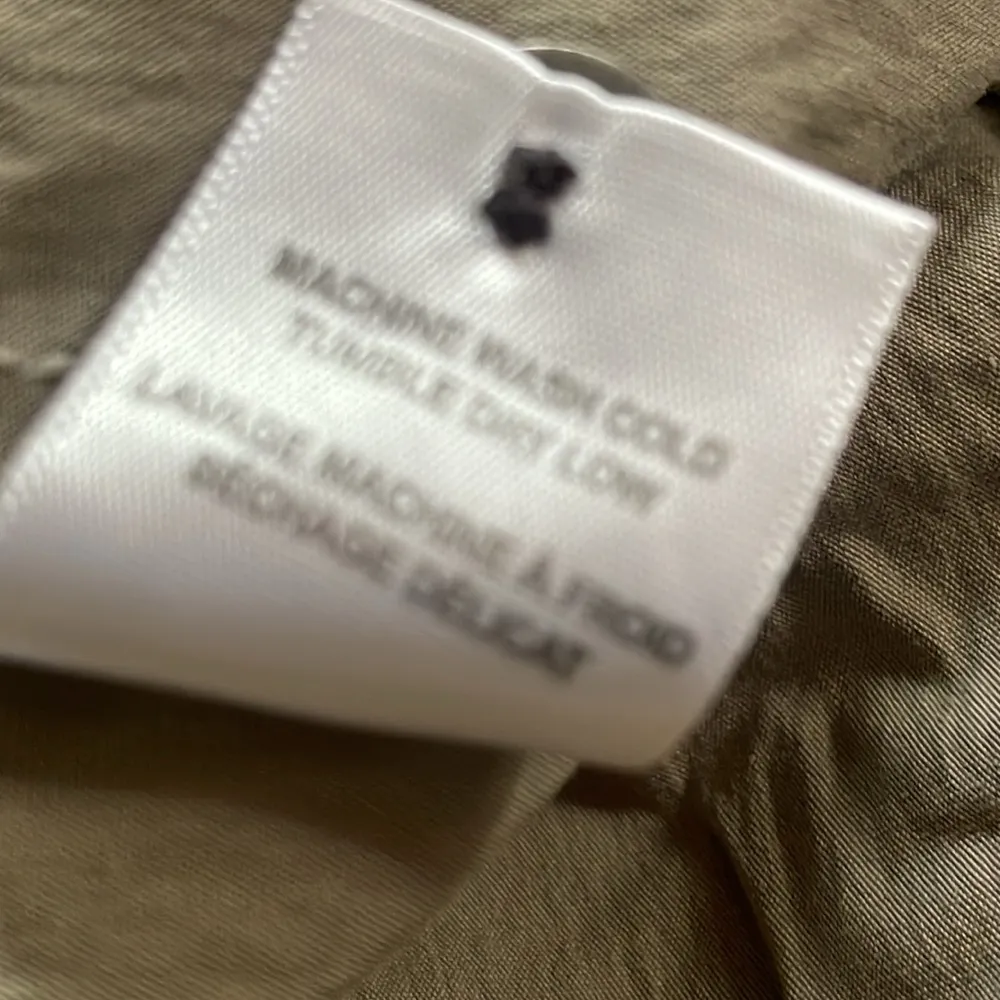 MACHINE WASH COLD
TUMBLE DRY LOW
LAVAGE MACHINE À FROID
SÉCHAGE DÉLICAT